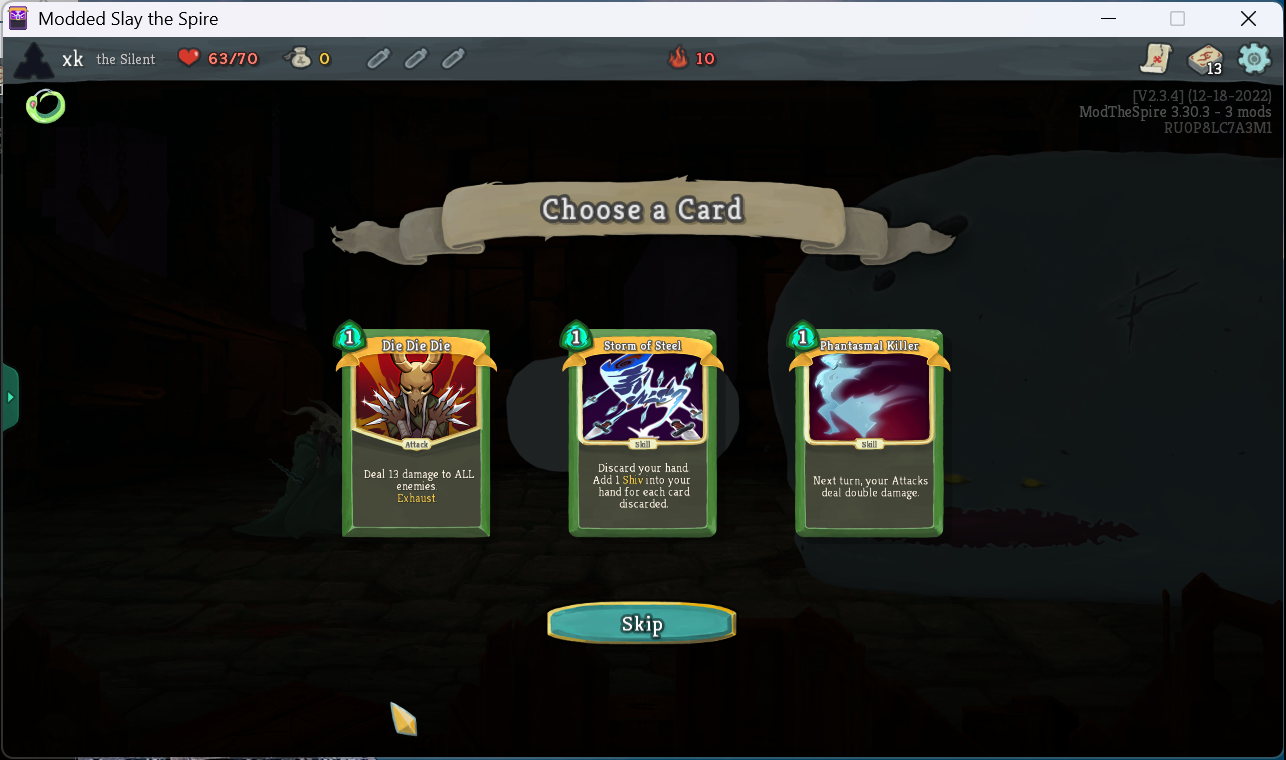 Modded Slay the Spire
xk the Silent 63/70 0 10 13
[V2.3.4] (12-18-2022)
ModTheSpire 3.30.3 - 3 mods
RU0P8LC7A3M1
Choose a Card
1
Die Die Die
Attack
Deal 13 damage to ALL
enemies.
Exhaust.
1
Storm of Steel
Skill
Discard your hand.
Add 1 Shiv into your
hand for each card
discarded.
1
Phantasmal Killer
Skill
Next turn, your Attacks
deal double damage.
Skip